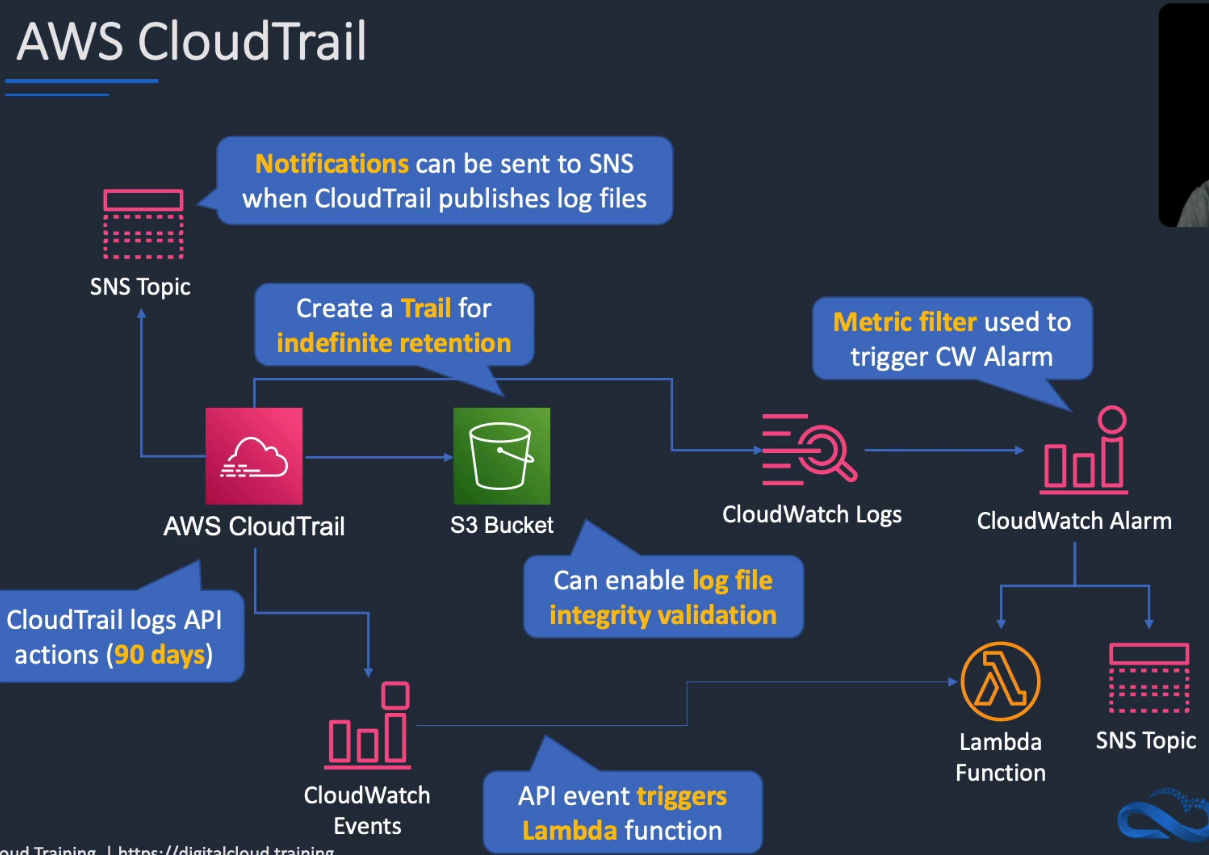 AWS CloudTrail
Notifications can be sent to SNS
when CloudTrail publishes log files
SNS Topic
Create a Trail for
indefinite retention
Metric filter used to
trigger CW Alarm
AWS CloudTrail
S3 Bucket
CloudWatch Logs
CloudWatch Alarm
Can enable log file
integrity validation
CloudTrail logs API
actions (90 days)
Lambda
Function
SNS Topic
CloudWatch
Events
API event triggers
Lambda function
oud Training | https://digitalcloud.training